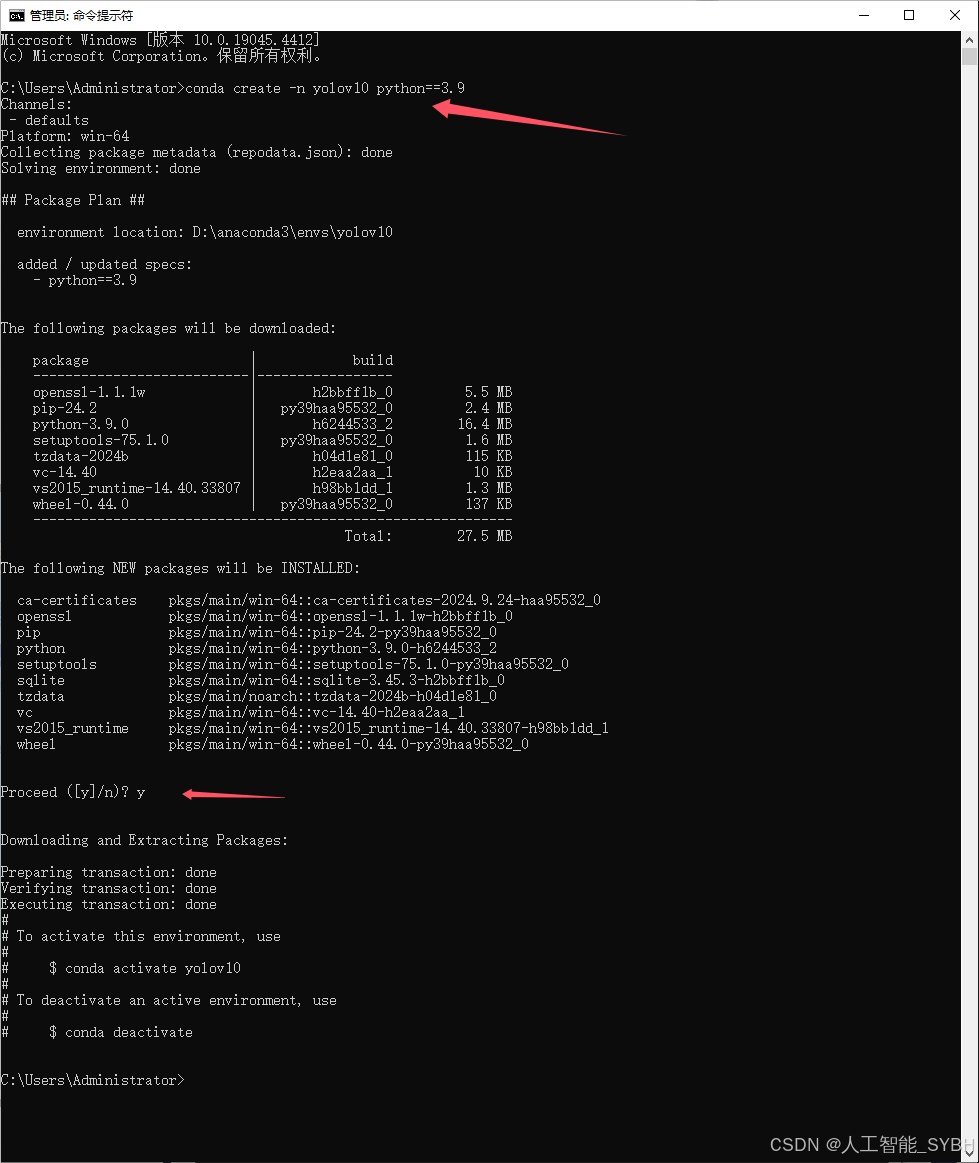 管理员: 命令提示符
Microsoft Windows [版本 10.0.19045.4412]
(c) Microsoft Corporation。保留所有权利。
C:\Users\Administrator>conda create -n yolov10 python==3.9
Channels:
 - defaults
Platform: win-64
Collecting package metadata (repodata.json): done
Solving environment: done
## Package Plan ##
  environment location: D:\anaconda3\envs\yolov10
  added / updated specs:
    - python==3.9
The following packages will be downloaded:
    package                    |            build
    ---------------------------|-----------------
    openssl-1.1.1w             |       h2bbff1b_0         5.5 MB
    pip-24.2                   |   py39haa95532_0         2.4 MB
    python-3.9.0               |       h6244533_2        16.4 MB
    setuptools-75.1.0          |   py39haa95532_0         1.6 MB
    tzdata-2024b               |       h04d1e81_0         115 KB
    vc-14.40                   |       h2eaa2aa_1          10 KB
    vs2015_runtime-14.40.33807 |       h98bb1dd_1         1.3 MB
    wheel-0.44.0               |   py39haa95532_0         137 KB
    ------------------------------------------------------------
                                           Total:        27.5 MB
The following NEW packages will be INSTALLED:
  ca-certificates    pkgs/main/win-64::ca-certificates-2024.9.24-haa95532_0
  openssl            pkgs/main/win-64::openssl-1.1.1w-h2bbff1b_0
  pip                pkgs/main/win-64::pip-24.2-py39haa95532_0
  python             pkgs/main/win-64::python-3.9.0-h6244533_2
  setuptools         pkgs/main/win-64::setuptools-75.1.0-py39haa95532_0
  sqlite             pkgs/main/win-64::sqlite-3.45.3-h2bbff1b_0
  tzdata             pkgs/main/noarch::tzdata-2024b-h04d1e81_0
  vc                 pkgs/main/win-64::vc-14.40-h2eaa2aa_1
  vs2015_runtime     pkgs/main/win-64::vs2015_runtime-14.40.33807-h98bb1dd_1
  wheel              pkgs/main/win-64::wheel-0.44.0-py39haa95532_0
Proceed ([y]/n)? y
Downloading and Extracting Packages:
Preparing transaction: done
Verifying transaction: done
Executing transaction: done
#
# To activate this environment, use
#
#     $ conda activate yolov10
#
# To deactivate an active environment, use
#
#     $ conda deactivate
C:\Users\Administrator>
CSDN @人工智能_SYBH